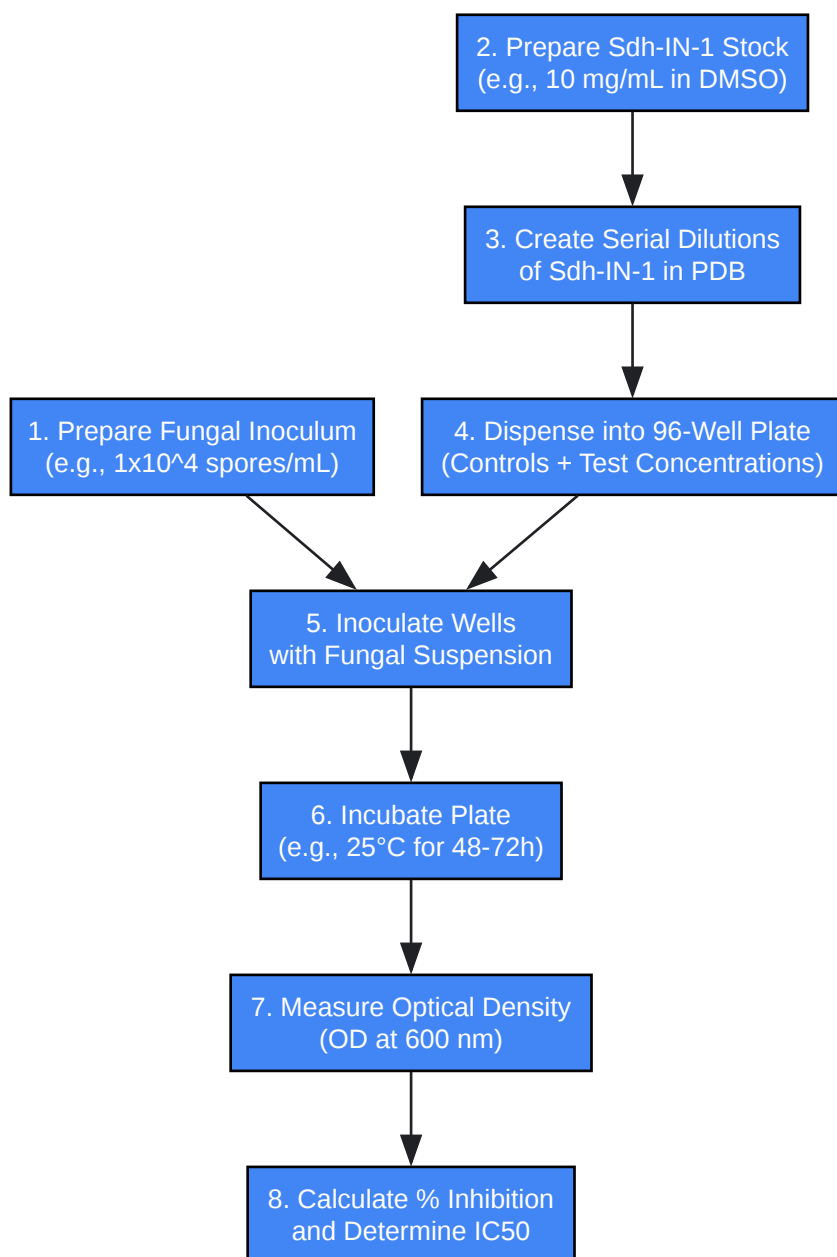 2. Prepare Sdh-IN-1 Stock
(e.g., 10 mg/mL in DMSO)
3. Create Serial Dilutions
of Sdh-IN-1 in PDB
1. Prepare Fungal Inoculum
(e.g., 1x10^4 spores/mL)
4. Dispense into 96-Well Plate
(Controls + Test Concentrations)
5. Inoculate Wells
with Fungal Suspension
6. Incubate Plate
(e.g., 25°C for 48-72h)
7. Measure Optical Density
(OD at 600 nm)
8. Calculate % Inhibition
and Determine IC50